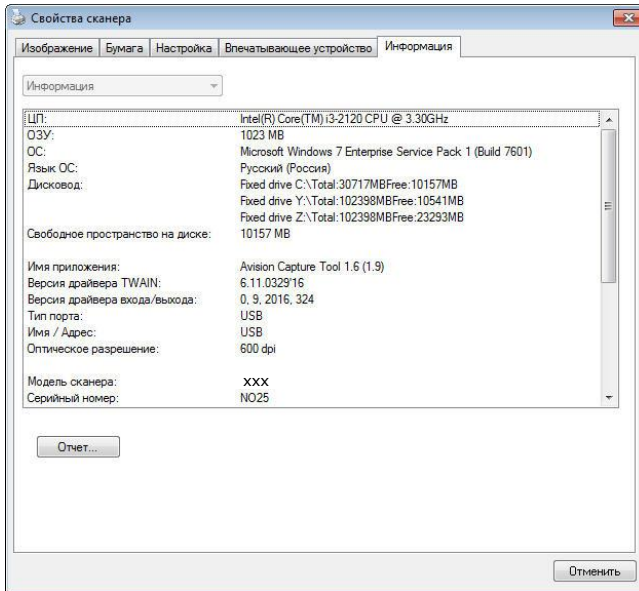 Свойства сканера
Изображение Бумага Настройка Впечатывающее устройство Информация
Информация
ЦП: Intel(R) Core(TM) i3-2120 CPU @ 3.30GHz
ОЗУ: 1023 MB
ОС: Microsoft Windows 7 Enterprise Service Pack 1 (Build 7601)
Язык ОС: Русский (Россия)
Дисковод: Fixed drive C:\Total:30717MBFree:10157MB
Fixed drive Y:\Total:102398MBFree:10541MB
Fixed drive Z:\Total:102398MBFree:23293MB
Свободное пространство на диске: 10157 MB
Имя приложения: Avision Capture Tool 1.6 (1.9)
Версия драйвера TWAIN: 6.11.0329'16
Версия драйвера входа/выхода: 0, 9, 2016, 324
Тип порта: USB
Имя / Адрес: USB
Оптическое разрешение: 600 dpi
Модель сканера: XXX
Серийный номер: NO25
Отчет...
Отменить